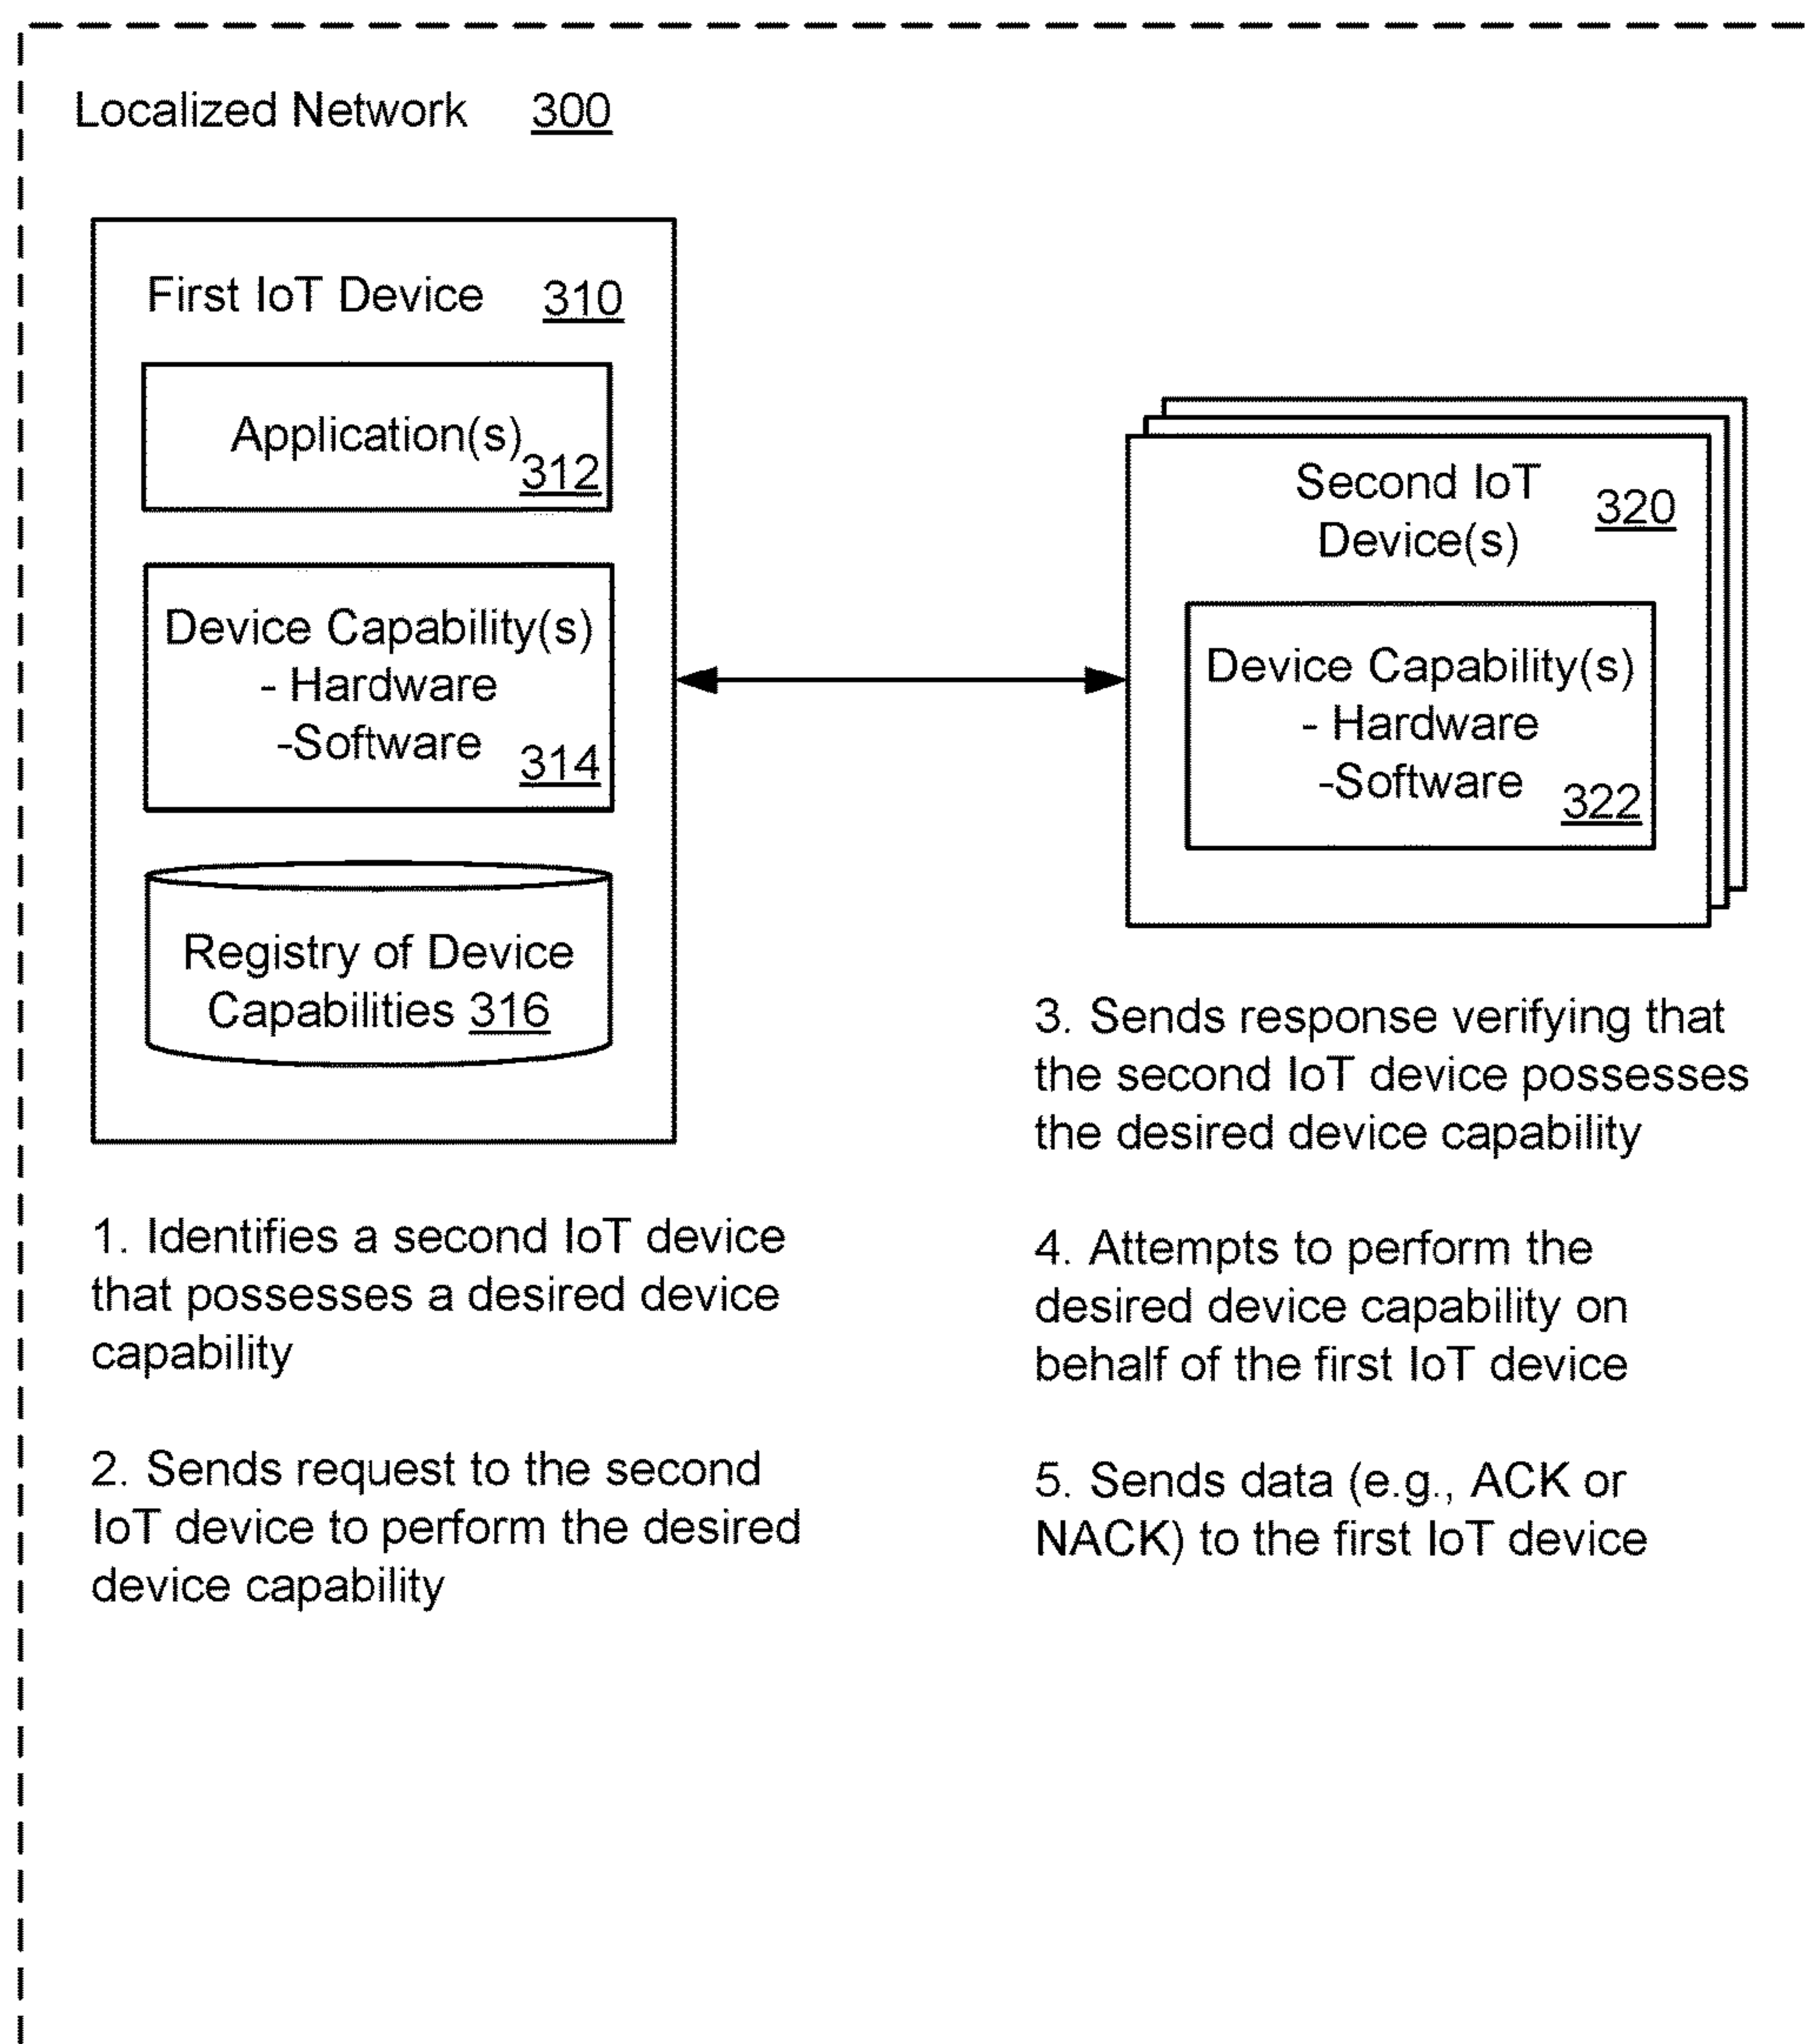 Localized Network 300
First IoT Device 310
Application(s)
312
Device Capability(s)
- Hardware
-Software
314
Registry of Device
Capabilities 316
1. Identifies a second IoT device
that possesses a desired device
capability
2. Sends request to the second
IoT device to perform the desired
device capability
Second IoT
320
Device(s)
Device Capability(s)
- Hardware
-Software
322
3. Sends response verifying that
the second IoT device possesses
the desired device capability
4. Attempts to perform the
desired device capability on
behalf of the first IoT device
5. Sends data (e.g., ACK or
NACK) to the first IoT device